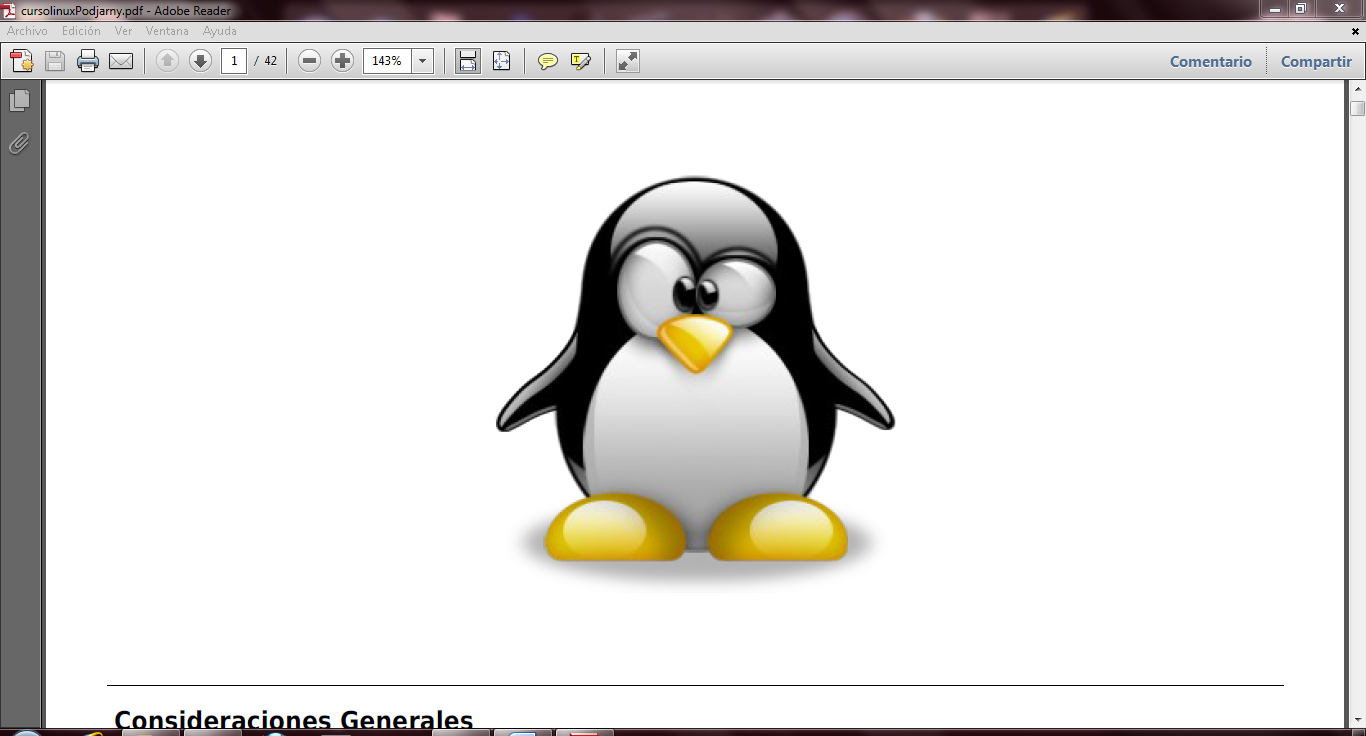 cursolinuxPodjarny.pdf - Adobe Reader
Archivo Edición Ver Ventana Ayuda
1 / 42 143% Comentario Compartir
Consideraciones Generales